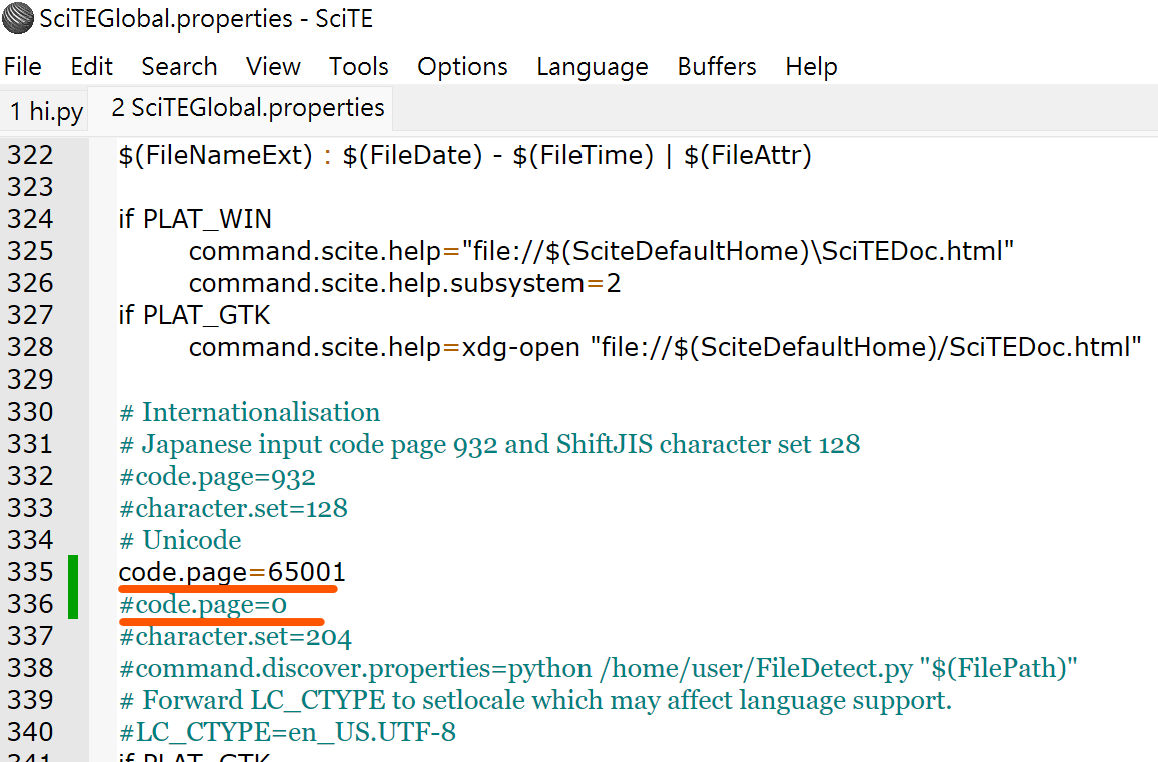 SciTEGlobal.properties - SciTE
File Edit Search View Tools Options Language Buffers Help
1 hi.py 2 SciTEGlobal.properties
322 $(FileNameExt) : $(FileDate) - $(FileTime) | $(FileAttr)
323
324 if PLAT_WIN
325 command.scite.help="file://$(SciteDefaultHome)\SciTEDoc.html"
326 command.scite.help.subsystem=2
327 if PLAT_GTK
328 command.scite.help=xdg-open "file://$(SciteDefaultHome)/SciTEDoc.html"
329
330 # Internationalisation
331 # Japanese input code page 932 and ShiftJIS character set 128
332 #code.page=932
333 #character.set=128
334 # Unicode
335 code.page=65001
336 #code.page=0
337 #character.set=204
338 #command.discover.properties=python /home/user/FileDetect.py "$(FilePath)"
339 # Forward LC_CTYPE to setlocale which may affect language support.
340 #LC_CTYPE=en_US.UTF-8
341 if PLAT_GTK